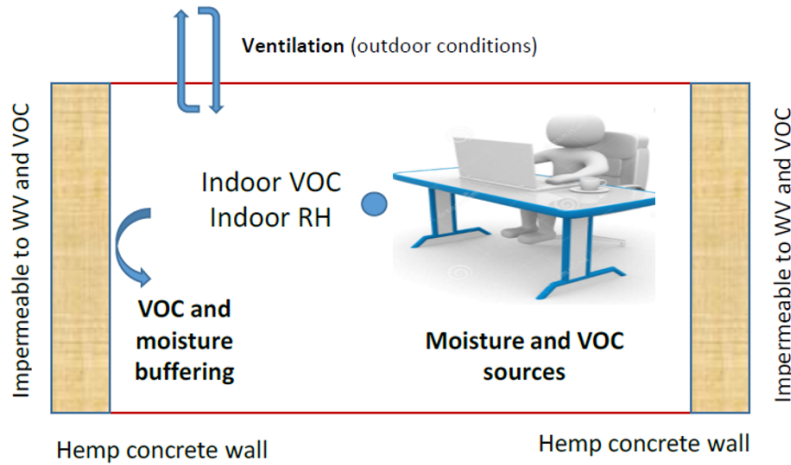 Ventilation (outdoor conditions)
Impermeable to WV and VOC
Indoor VOC
Indoor RH
VOC and
moisture
buffering
Moisture and VOC
sources
Impermeable to WV and VOC
Hemp concrete wall
Hemp concrete wall